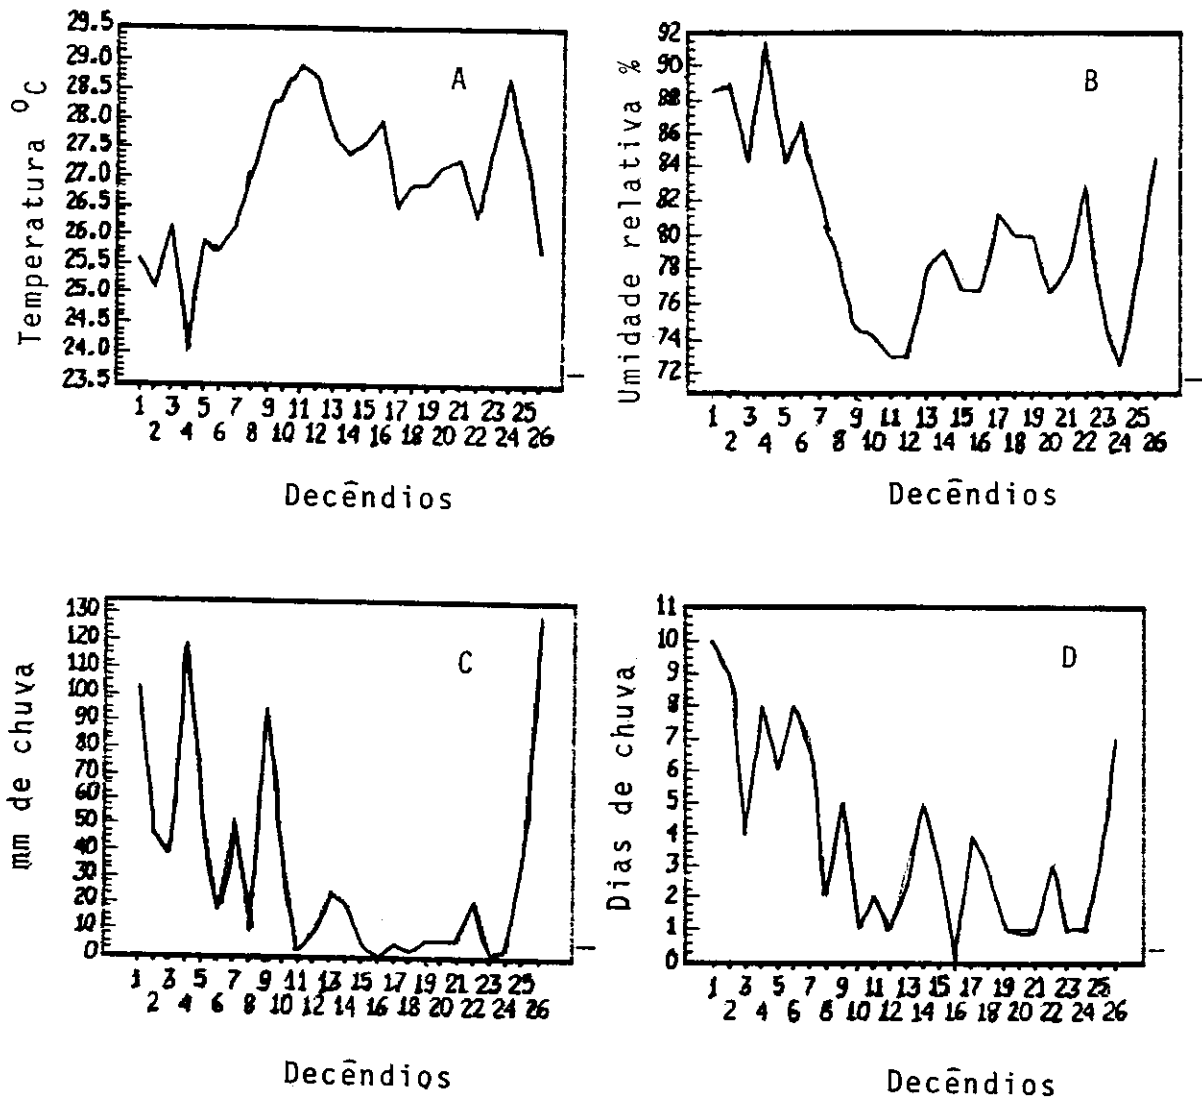 29.5
29.0
28.5
28.0
27.5
27.0
26.5
26.0
25.5
25.0
24.5
24.0
23.5
Temperatura ºC
A
1 3 5 7 9 11 13 15 17 19 21 23 25
2 4 6 8 10 12 14 16 18 20 22 24 26
Decêndios
92
90
88
86
84
82
80
78
76
74
72
Umidade relativa %
B
1 3 5 7 9 11 13 15 17 19 21 23 25
2 4 6 8 10 12 14 16 18 20 22 24 26
Decêndios
130
120
110
100
90
80
70
60
50
40
30
20
10
0
mm de chuva
C
1 3 5 7 9 11 13 15 17 19 21 23 25
2 4 6 8 10 12 14 16 18 20 22 24 26
Decêndios
11
10
9
8
7
6
5
4
3
2
1
0
Dias de chuva
D
1 3 5 7 9 11 13 15 17 19 21 23 25
2 4 6 8 10 12 14 16 18 20 22 24 26
Decêndios